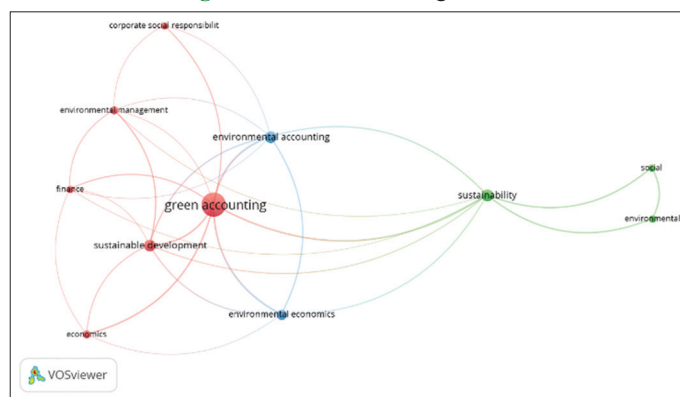 corporate social responsibilit
environmental management
environmental accounting
social
finance
sustainability
green accounting
environmental
sustainable development
environmental economics
economics
VOSviewer